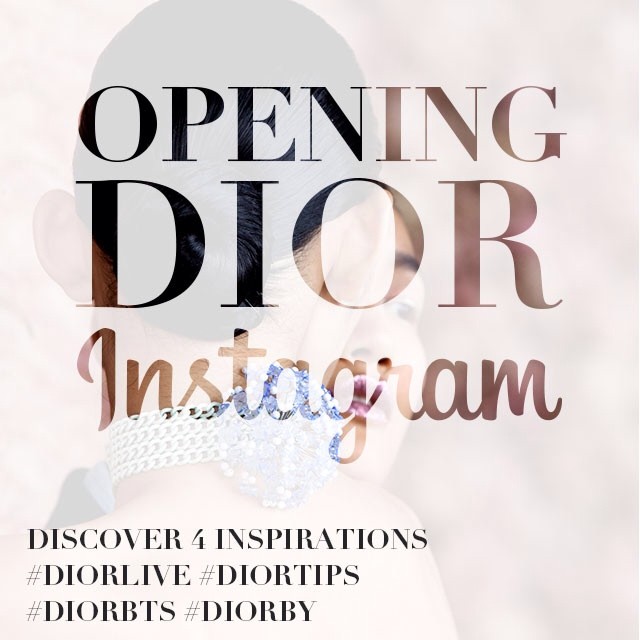 OPENING
DIOR
Instagram
DISCOVER 4 INSPIRATIONS
#DIORLIVE #DIORTIPS
#DIORBTS #DIORBY